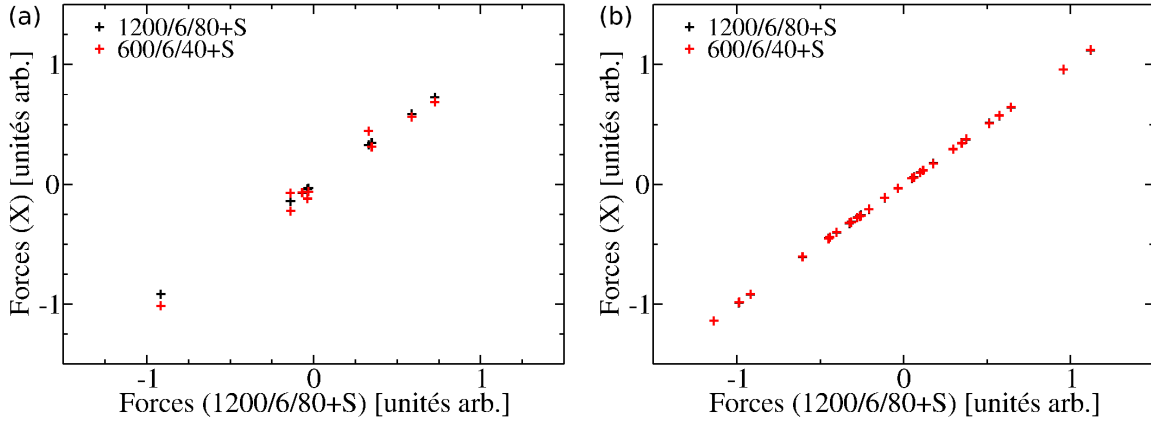 (a)
1200/6/80+S
600/6/40+S
Forces (X) [unités arb.]
1
0
-1
-1
0
1
Forces (1200/6/80+S) [unités arb.]
(b)
1200/6/80+S
600/6/40+S
Forces (X) [unités arb.]
1
0
-1
-1
0
1
Forces (1200/6/80+S) [unités arb.]